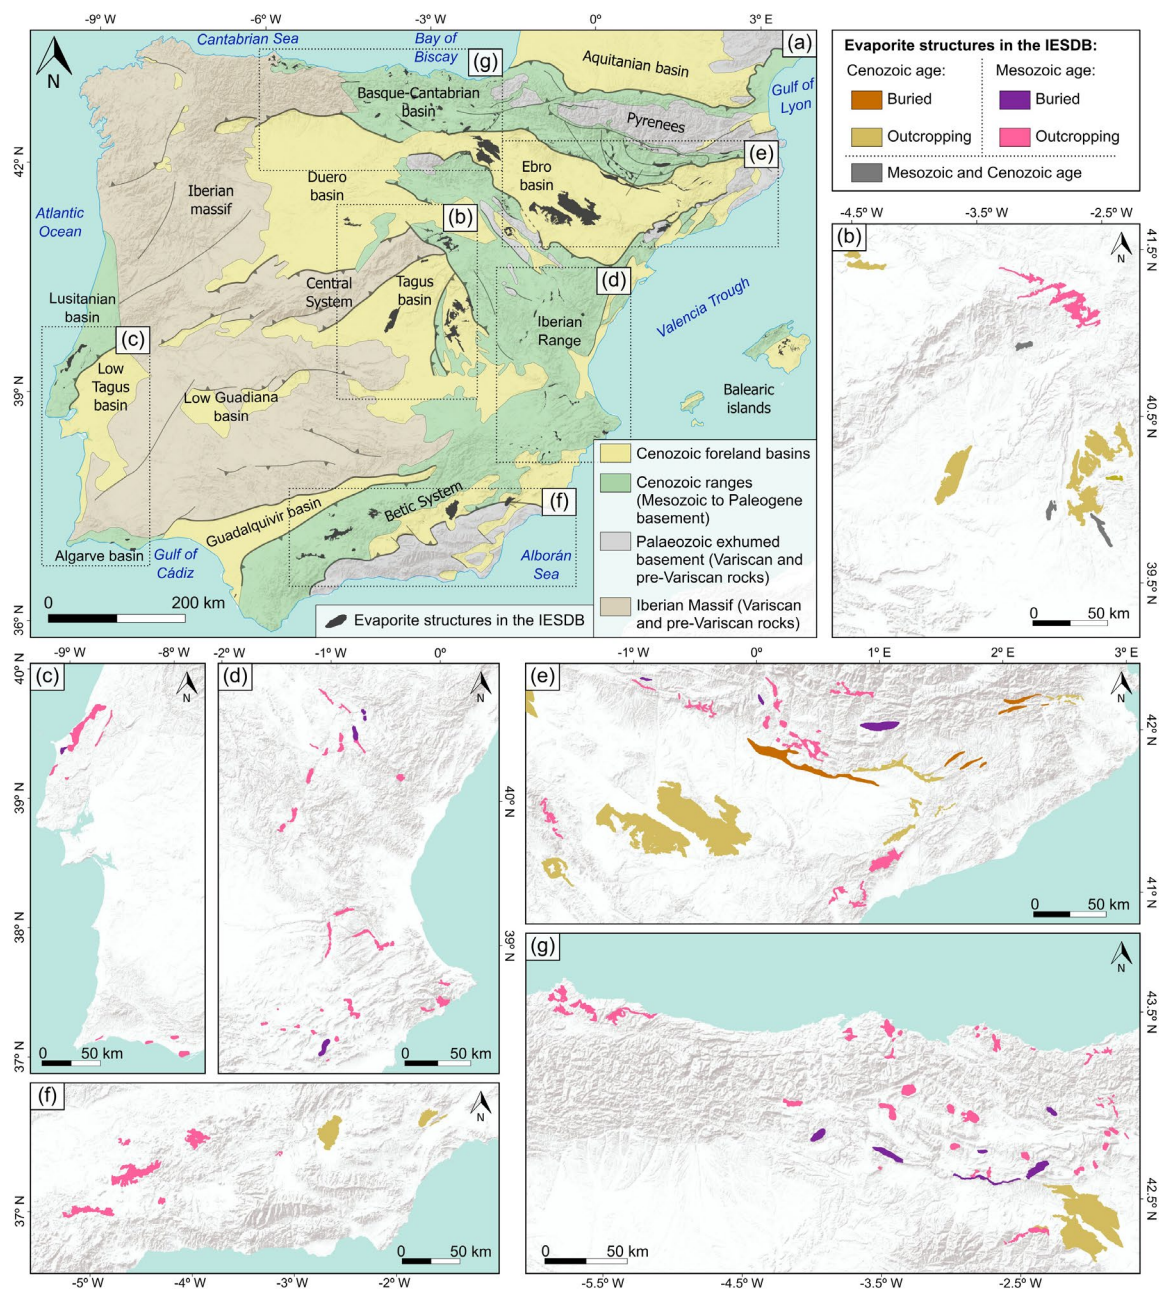 -9º W
-6º W
-3º W
0º
3º E
Cantabrian Sea
Bay of
Biscay
(a)
N
(g)
Aquitanian basin
Gulf of
Lyon
Basque-Cantabrian
basin
Pyrenees
42º N
(e)
Duero
basin
Ebro
basin
Iberian
massif
Atlantic
Ocean
(b)
(d)
Central
System
Tagus
basin
Valencia Trough
Lusitanian
basin
Iberian
Range
(c)
Low
Tagus
basin
39º N
Low Guadiana
basin
Balearic
islands
Guadalquivir basin
Betic System
(f)
Algarve basin
Gulf of
Cádiz
Alborán
Sea
36º N
0
200 km
Evaporite structures in the IESDB
Cenozoic foreland basins
Cenozoic ranges
(Mesozoic to Paleogene
basement)
Palaeozoic exhumed
basement (Variscan and
pre-Variscan rocks)
Iberian Massif (Variscan
and pre-Variscan rocks)
Evaporite structures in the IESDB:
Cenozoic age:
Mesozoic age:
Buried
Buried
Outcropping
Outcropping
Mesozoic and Cenozoic age
-4.5º W
-3.5º W
-2.5º W
(b)
N
41.5º N
40.5º N
39.5º N
0
50 km
-9º W
-8º W
40º N
(c)
N
39º N
38º N
37º N
0
50 km
-2º W
-1º W
0º
(d)
N
40º N
39º N
0
50 km
-1º W
0º
1º E
2º E
3º E
(e)
N
42º N
41º N
0
50 km
(f)
N
37º N
0
50 km
-5º W
-4º W
-3º W
-2º W
(g)
N
43.5º N
42.5º N
0
50 km
-5.5º W
-4.5º W
-3.5º W
-2.5º W